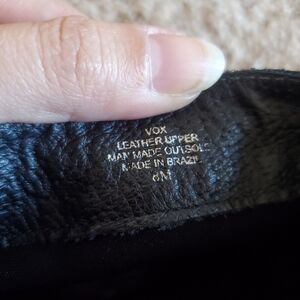 VOX
LEATHER UPPER
MAN MADE OUTSOLE
MADE IN BRAZIL
6M